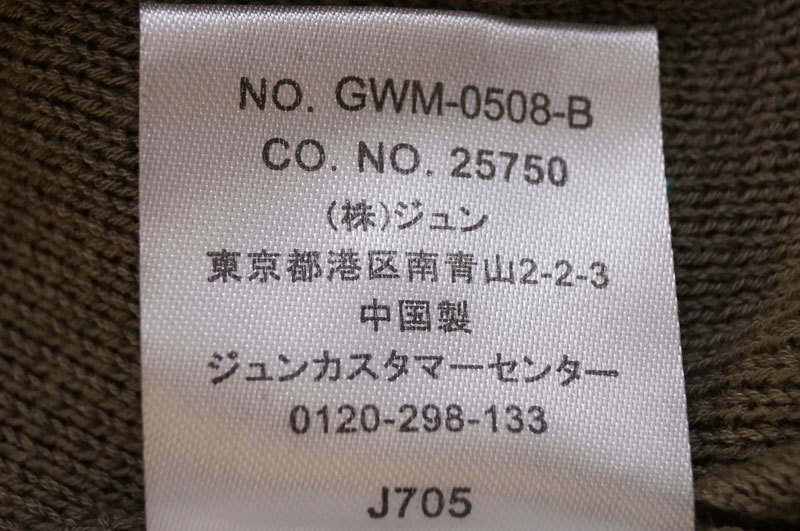 NO. GWM-0508-B
CO. NO. 25750
(株)ジュン
東京都港区南青山2-2-3
中国製
ジュンカスタマーセンター
0120-298-133
J705